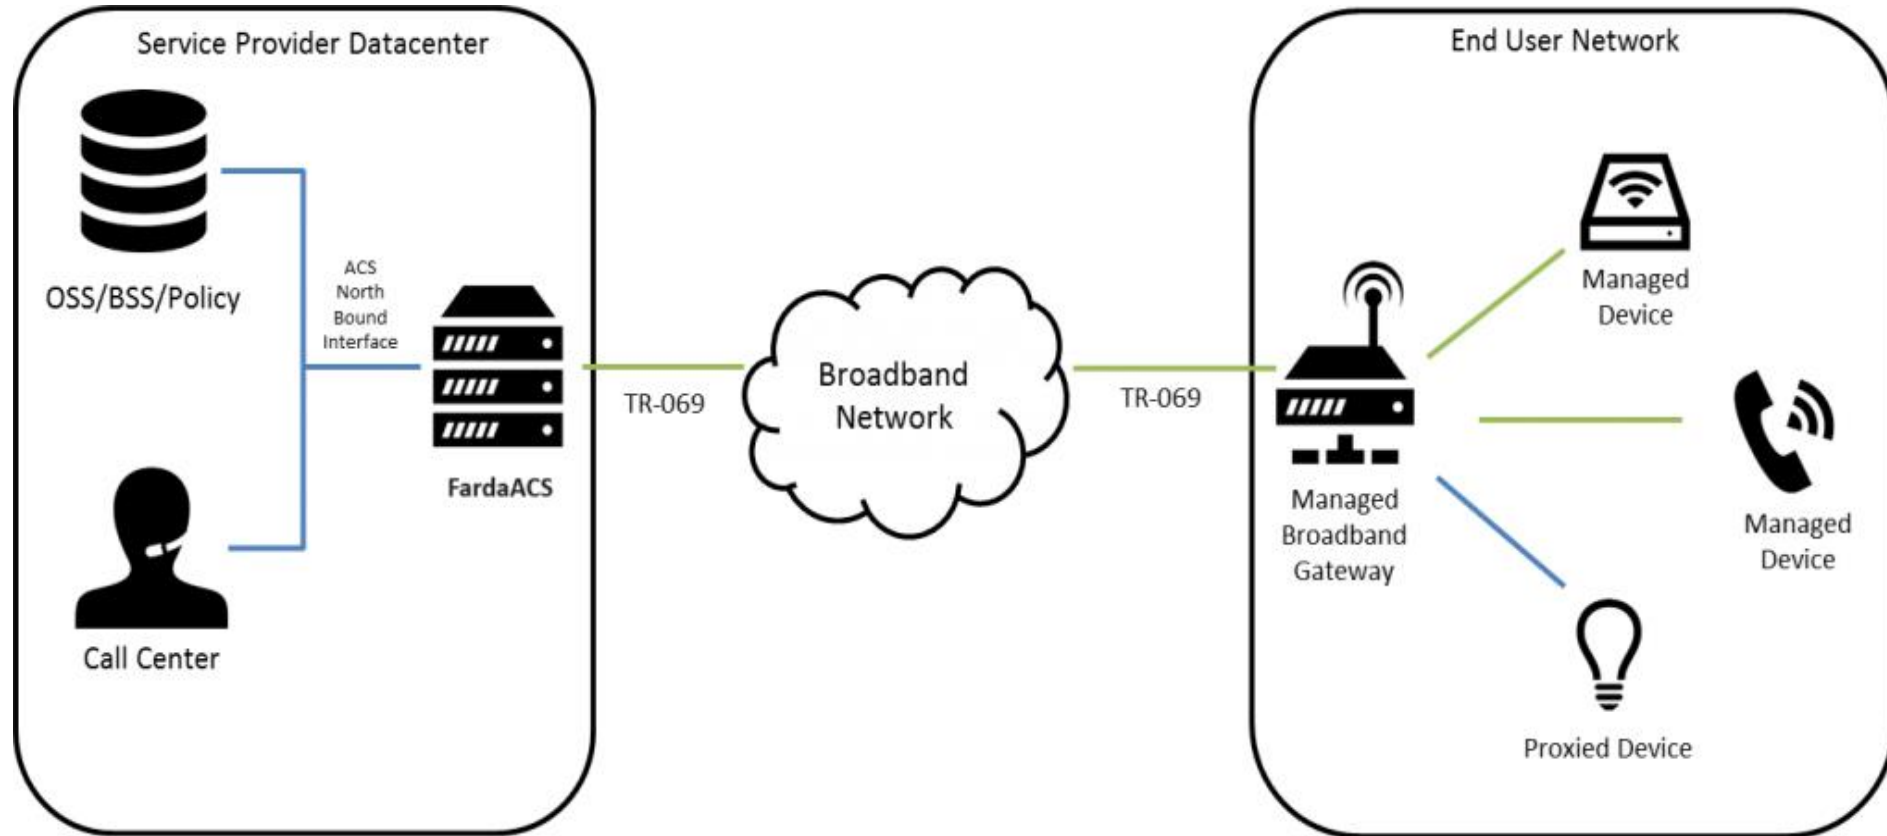 Service Provider Datacenter
OSS/BSS/Policy
ACS
North
Bound
Interface
FardaACS
Call Center
TR-069
Broadband
Network
TR-069
End User Network
Managed
Device
Managed
Broadband
Gateway
Managed
Device
Proxied Device